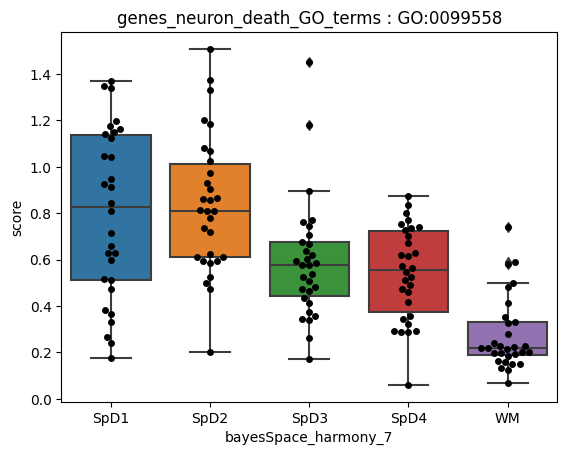 genes_neuron_death_GO_terms : GO:0099558
score
1.4
1.2
1.0
0.8
0.6
0.4
0.2
0.0
SpD1 SpD2 SpD3 SpD4 WM
bayesSpace_harmony_7